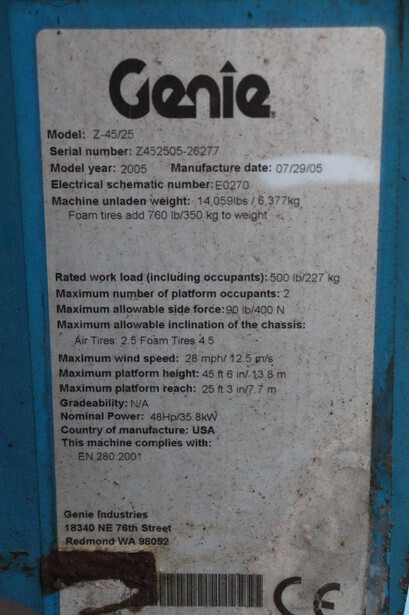 Genie
Model: Z-45/25
Serial number: Z452505-26277
Model year: 2005 Manufacture date: 07/29/05
Electrical schematic number: E0270
Machine unladen weight: 14,059lbs / 6,377kg
Foam tires add 760 lb/350 kg to weight
Rated work load (including occupants): 500 lb/227 kg
Maximum number of platform occupants: 2
Maximum allowable side force: 90 lb/400 N
Maximum allowable inclination of the chassis:
Air Tires: 2.5 Foam Tires 4.5
Maximum wind speed: 28 mph/ 12.5 m/s
Maximum platform height: 45 ft 6 in/ 13.8 m
Maximum platform reach: 25 ft 3 in/7.7 m
Gradeability: N/A
Nominal Power: 48Hp/35.8kW
Country of manufacture: USA
This machine complies with:
EN 280:2001
Genie Industries
18340 NE 76th Street
Redmond WA 98052
CE